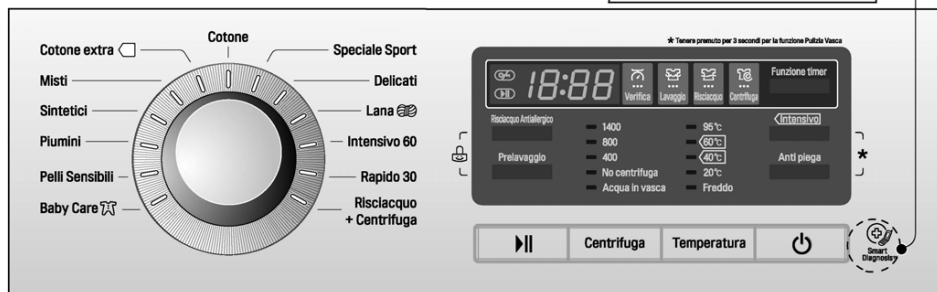 Cotone
Cotone extra
Misti
Sintetici
Piumini
Pelli Sensibili
Baby Care
Speciale Sport
Delicati
Lana
Intensivo 60
Rapido 30
Risciacquo
+ Centrifuga
* Tenere premuto per 3 secondi per la funzione Pulizia Vasca
18:88
Verifica
Lavaggio
Risciacquo
Centrifuga
Funzione timer
Risciacquo Antiallergico
Prelavaggio
1400
800
400
No centrifuga
Acqua in vasca
95°C
60°C
40°C
20°C
Freddo
Intensivo
Anti piega
*
Centrifuga
Temperatura
Smart
Diagnosis